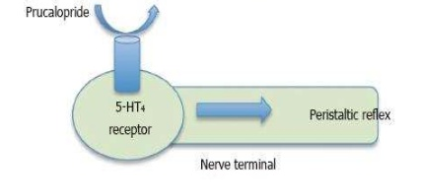 Prucalopride
5-HT₄
receptor
Peristaltic reflex
Nerve terminal